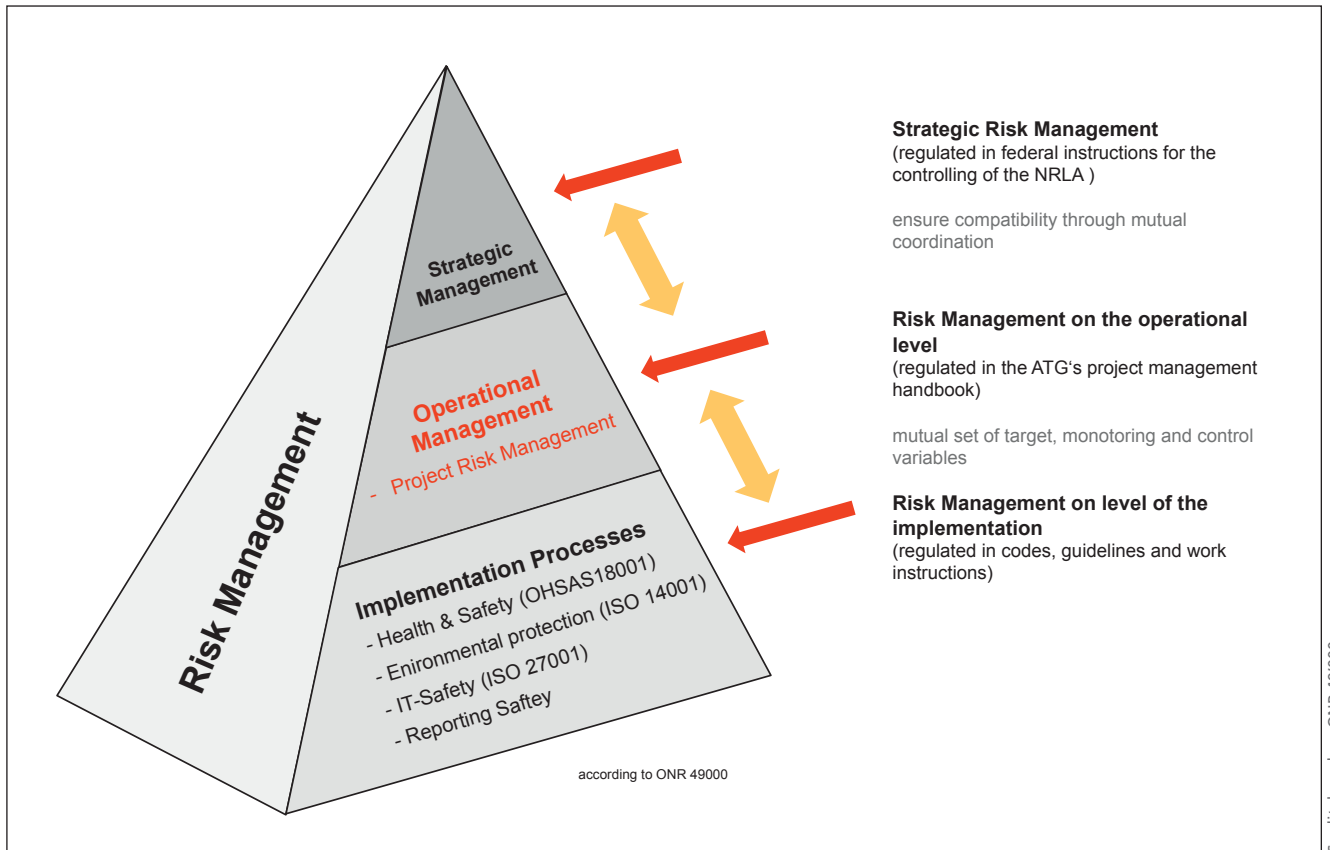 Strategic Risk Management
(regulated in federal instructions for the
controlling of the NRLA )
ensure compatibility through mutual
coordination
Risk Management on the operational
level
(regulated in the ATG‘s project management
handbook)
mutual set of target, monotoring and control
variables
Risk Management on level of the
implementation
(regulated in codes, guidelines and work
instructions)
Risk Management
Strategic
Management
Operational
Management
- Project Risk Management
Implementation Processes
- Health & Safety (OHSAS18001)
- Enironmental protection (ISO 14001)
- IT-Safety (ISO 27001)
- Reporting Saftey
according to ONR 49000